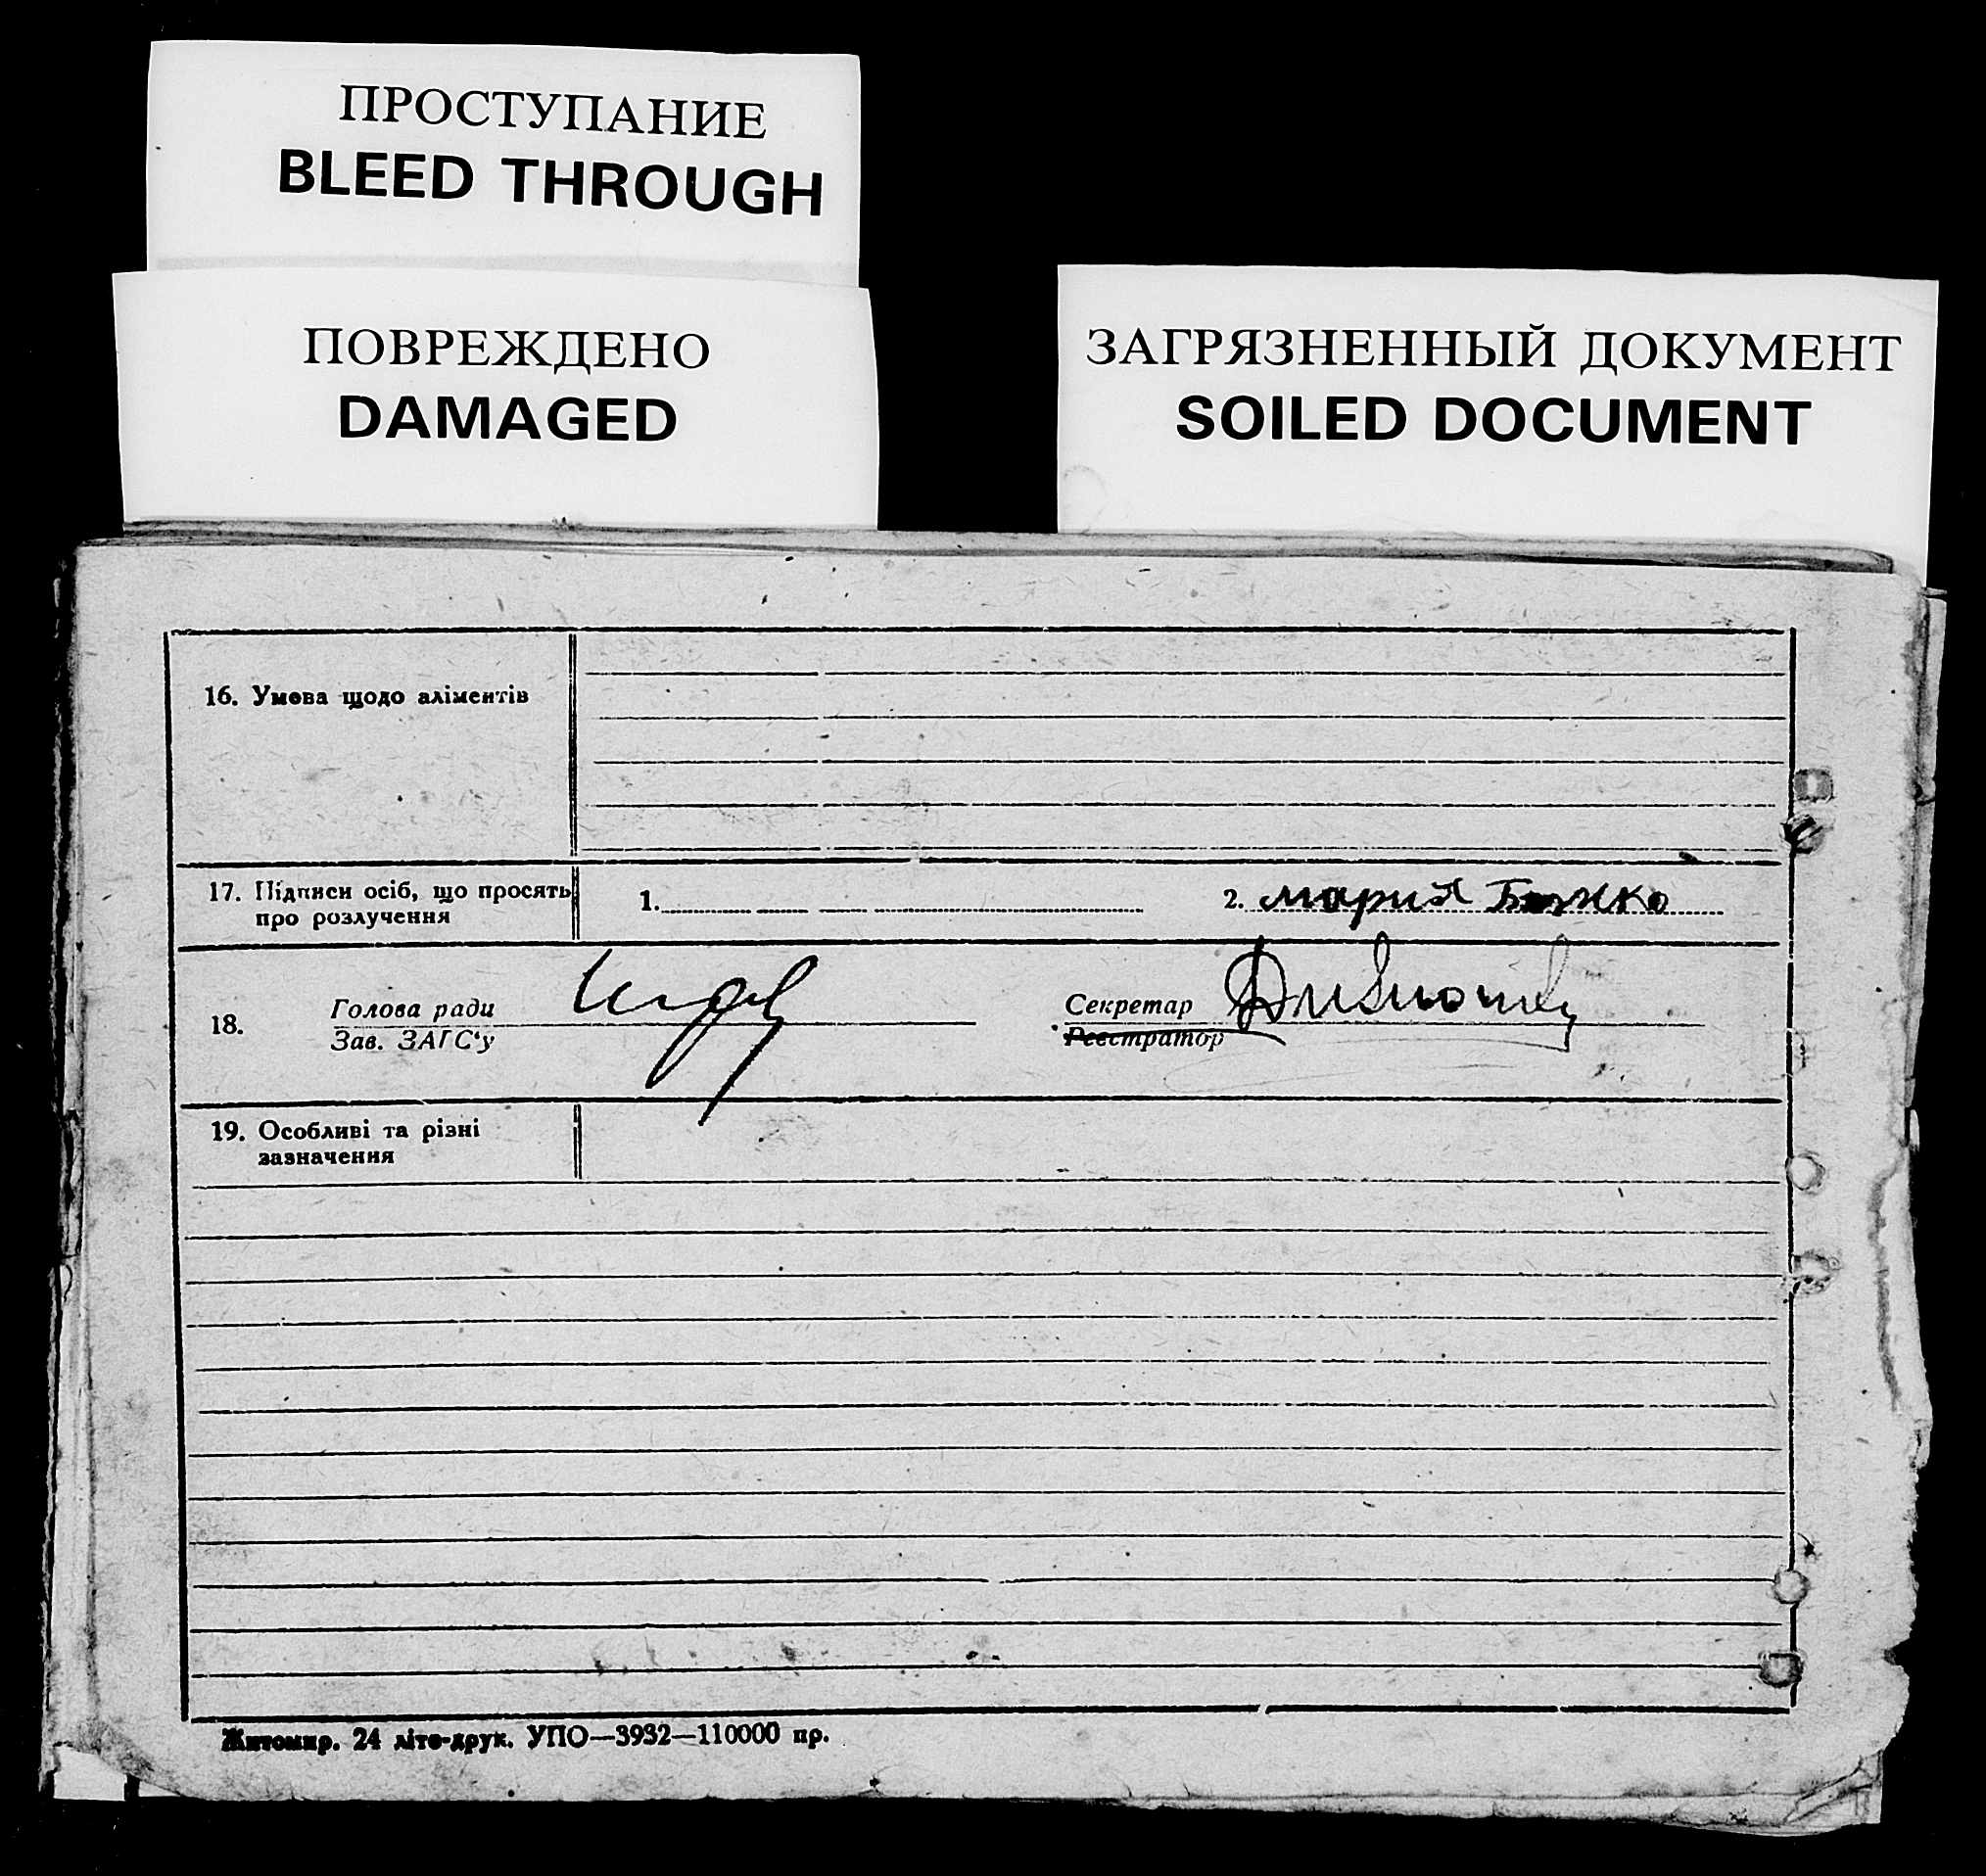 ПРОСТУПАНИЕ
BLEED THROUGH
ПОВРЕЖДЕНО
DAMAGED
ЗАГРЯЗНЕННЫЙ ДОКУМЕНТ
SOILED DOCUMENT
16. Умова щодо аліментів
17. Підписи осіб, що просять
про розлучення
1.
2. Мария Божко
18.
Голова ради
Зав. ЗАГС'у
Секретар
Реєстратор
19. Особливі та різні
зазначення
Житомир. 24 літо-друк. УПО—3932—110000 пр.